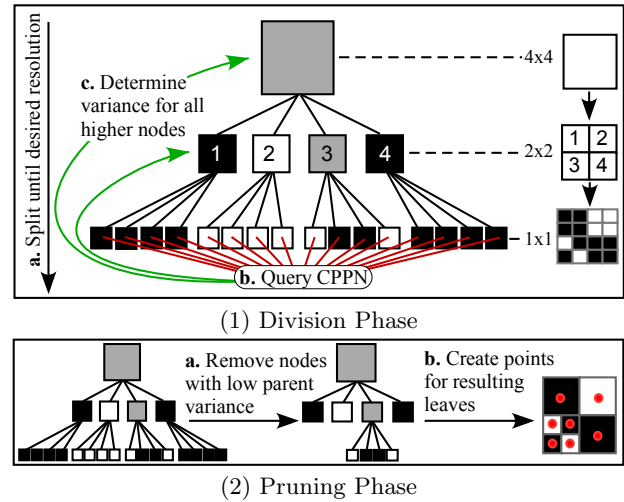 c. Determine
variance for all
higher nodes
a. Split until desired resolution
4x4
1
2
3
4
2x2
1 2
3 4
1x1
b. Query CPPN
(1) Division Phase
a. Remove nodes
with low parent
variance
b. Create points
for resulting
leaves
(2) Pruning Phase